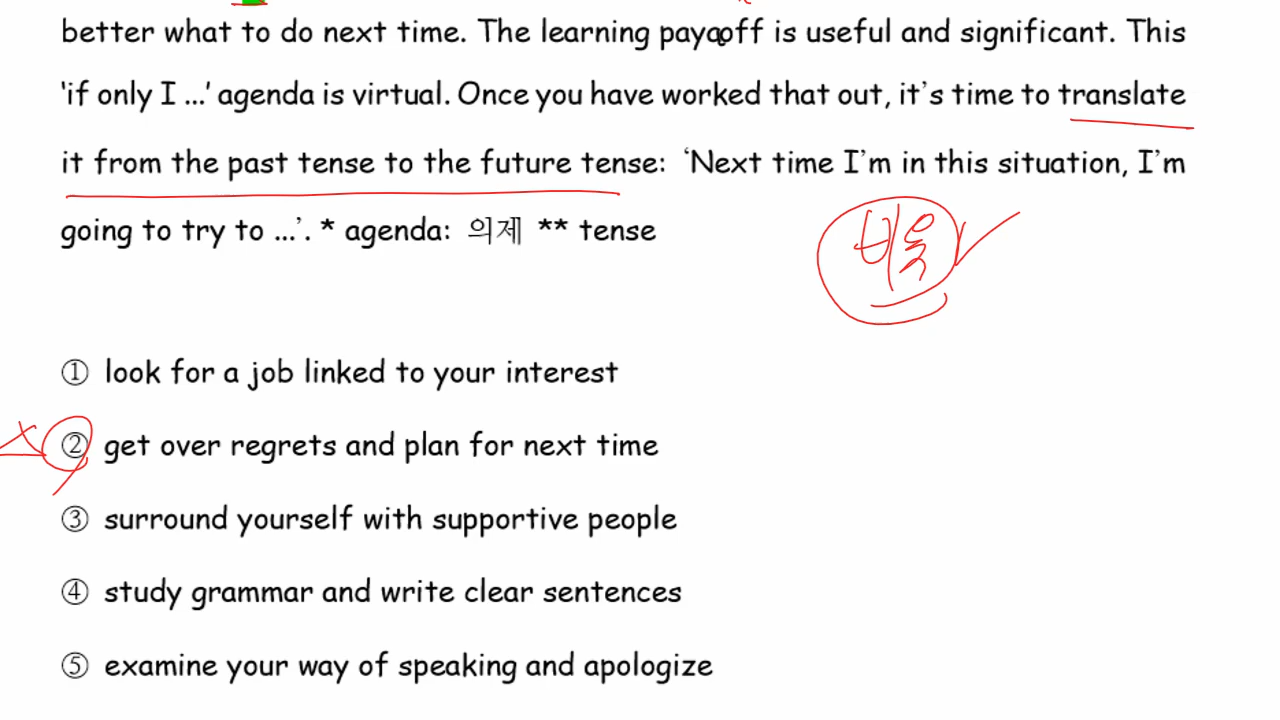 better what to do next time. The learning payqoff is useful and significant. This
'if only I ...' agenda is virtual. Once you have worked that out, it's time to translate
it from the past tense to the future tense: 'Next time I'm in this situation, I'm
going to try to ...'. * agenda: 의제 ** tense
비유
① look for a job linked to your interest
② get over regrets and plan for next time
③ surround yourself with supportive people
④ study grammar and write clear sentences
⑤ examine your way of speaking and apologize